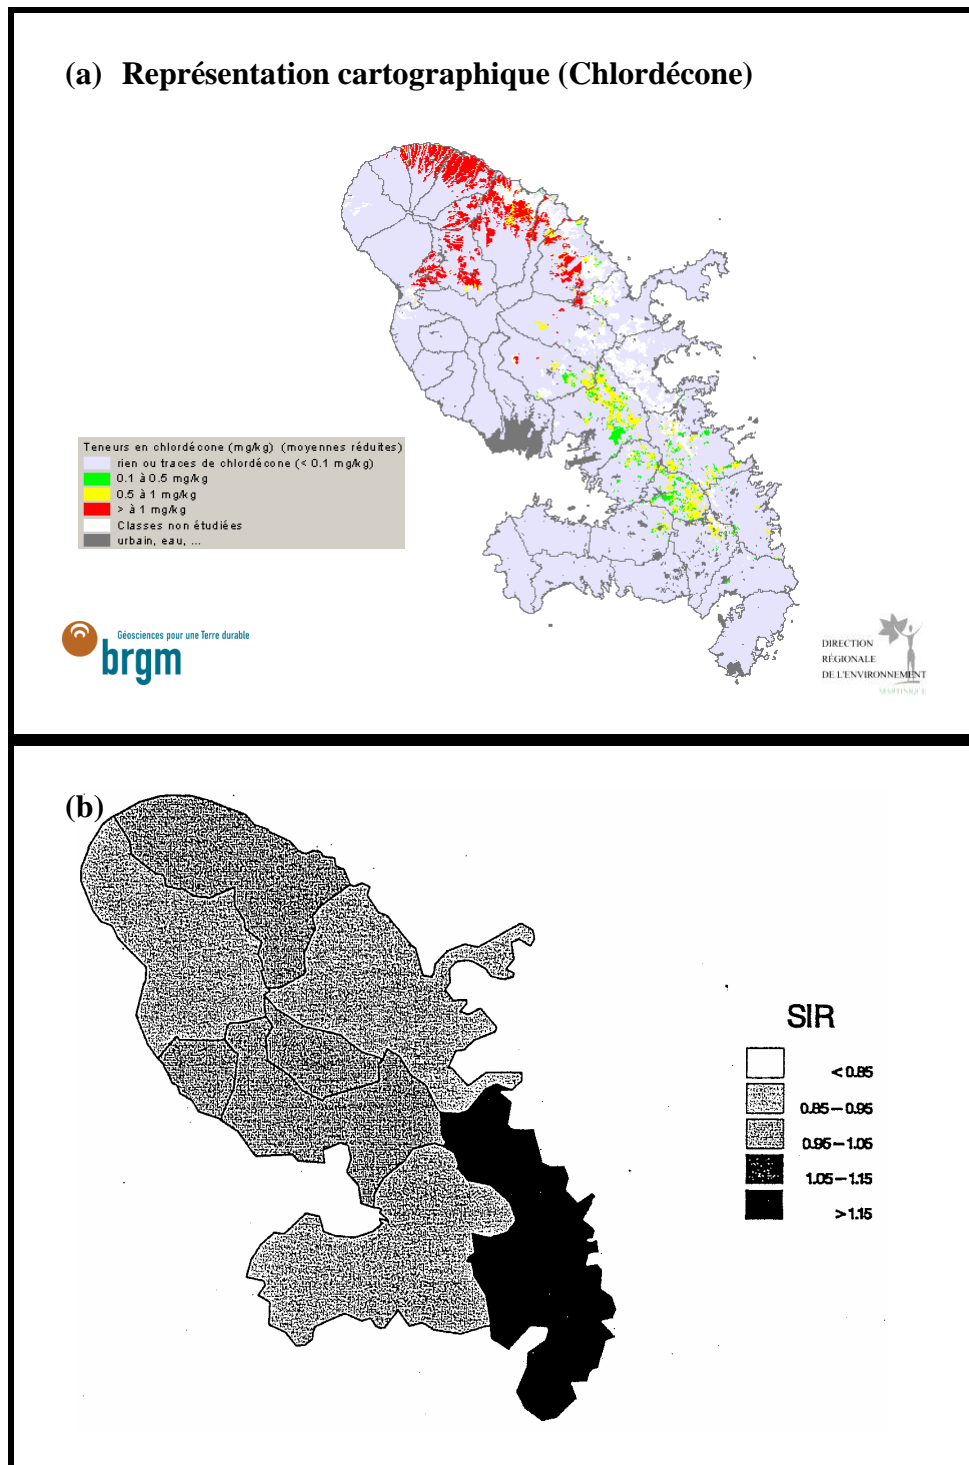 (a) Représentation cartographique (Chlordécone)
Teneurs en chlordécone (mg/kg) (moyennes réduites)
rien ou traces de chlordécone (< 0.1 mg/kg)
0.1 à 0.5 mg/kg
0.5 à 1 mg/kg
> à 1 mg/kg
Classes non étudiées
urbain, eau, ...
Géosciences pour une Terre durable
brgm
DIRECTION
RÉGIONALE
DE L'ENVIRONNEMENT
MARTINIQUE
(b)
SIR
< 0.85
0.85 – 0.95
0.95 – 1.05
1.05 – 1.15
> 1.15